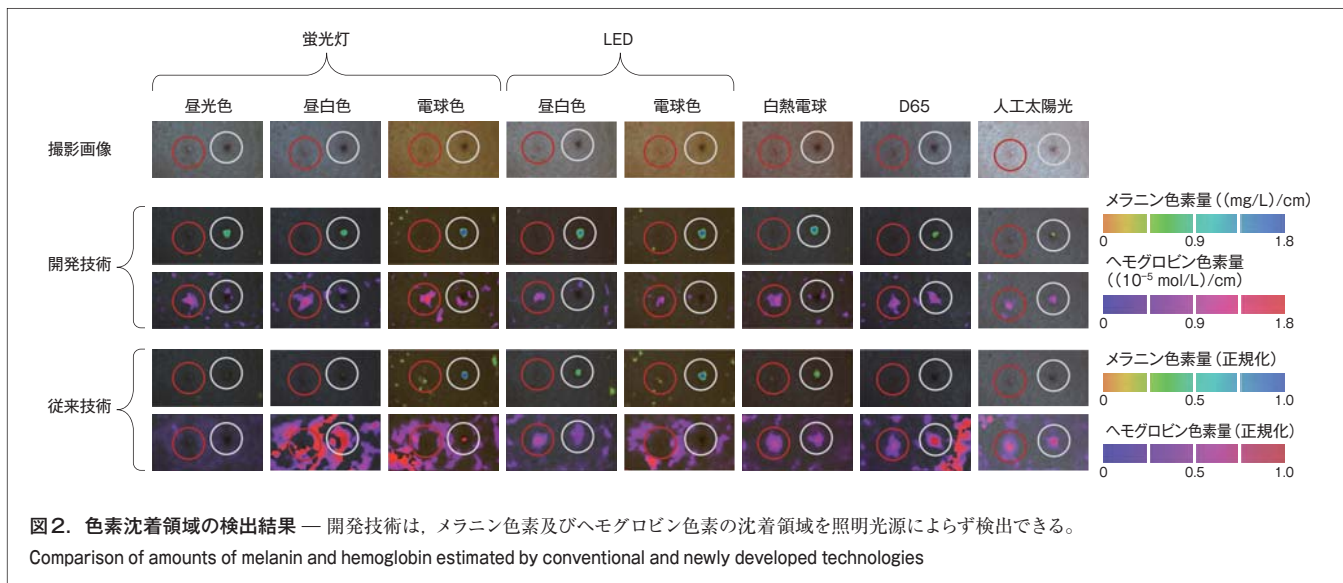 蛍光灯
LED
昼光色 昼白色 電球色 昼白色 電球色 白熱電球 D65 人工太陽光
撮影画像
メラニン色素量((mg/L)/cm)
0 0.9 1.8
開発技術
ヘモグロビン色素量
((10⁻⁵ mol/L)/cm)
0 0.9 1.8
メラニン色素量(正規化)
0 0.5 1.0
従来技術
ヘモグロビン色素量(正規化)
0 0.5 1.0
図2.色素沈着領域の検出結果 — 開発技術は,メラニン色素及びヘモグロビン色素の沈着領域を照明光源によらず検出できる。
Comparison of amounts of melanin and hemoglobin estimated by conventional and newly developed technologies